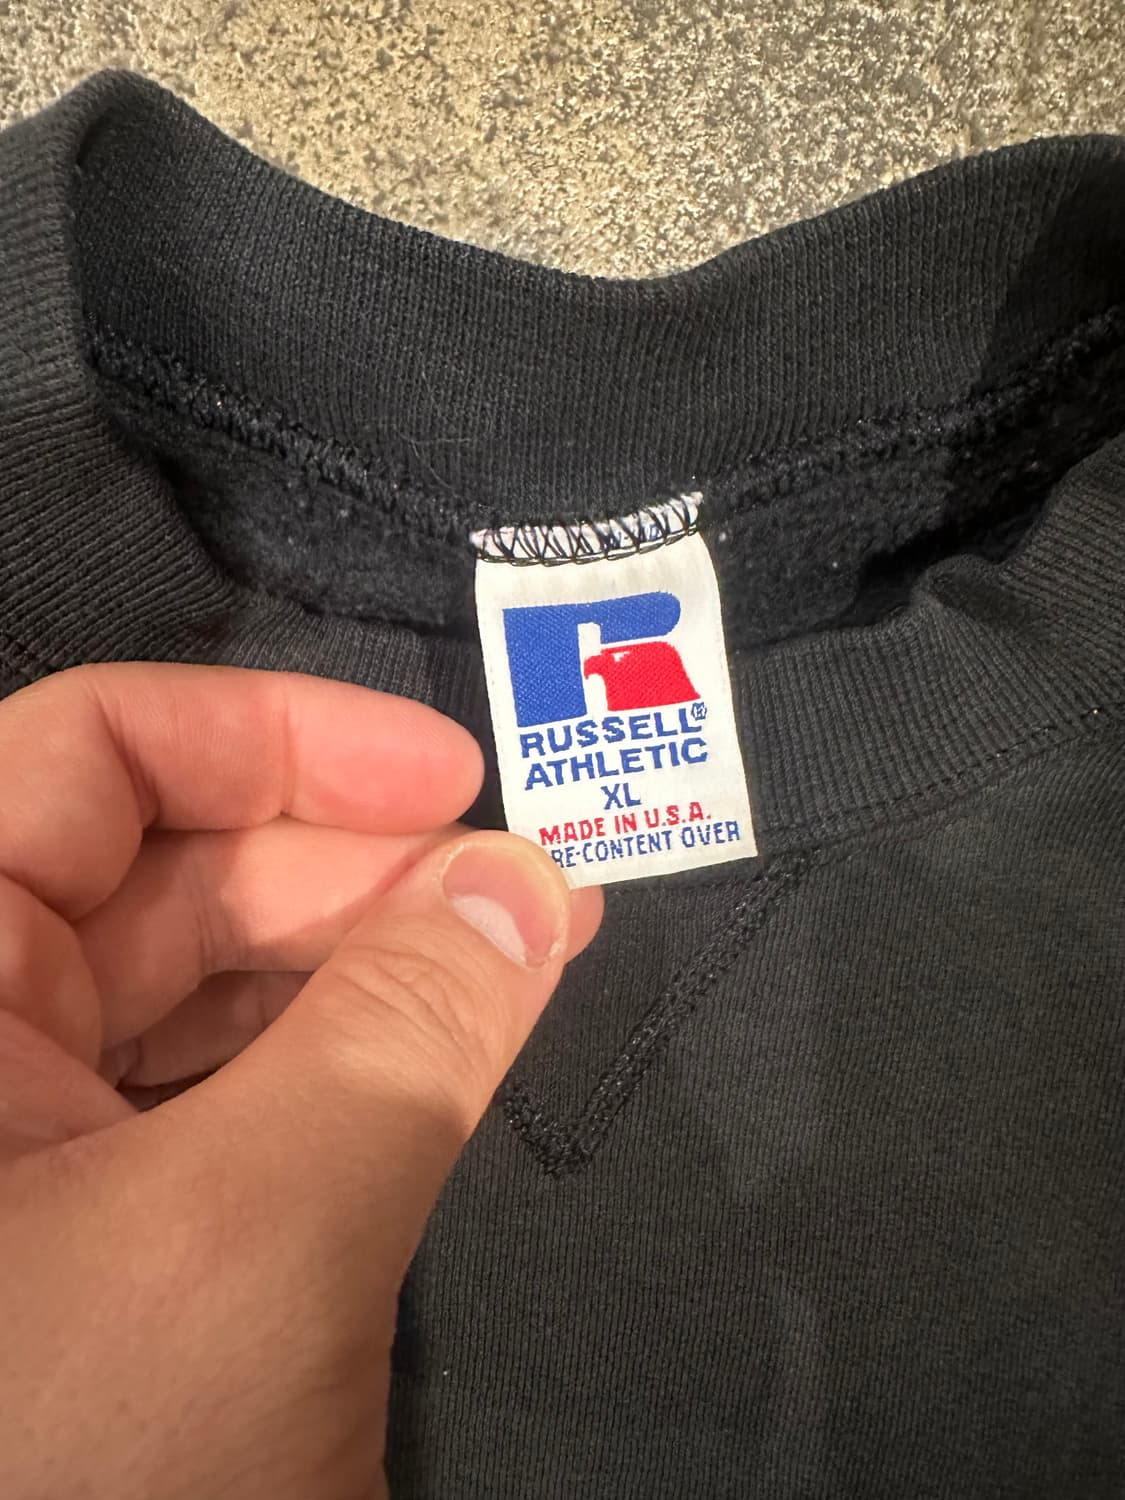 RUSSELL®
ATHLETIC
XL
MADE IN U.S.A.
RE-CONTENT OVER